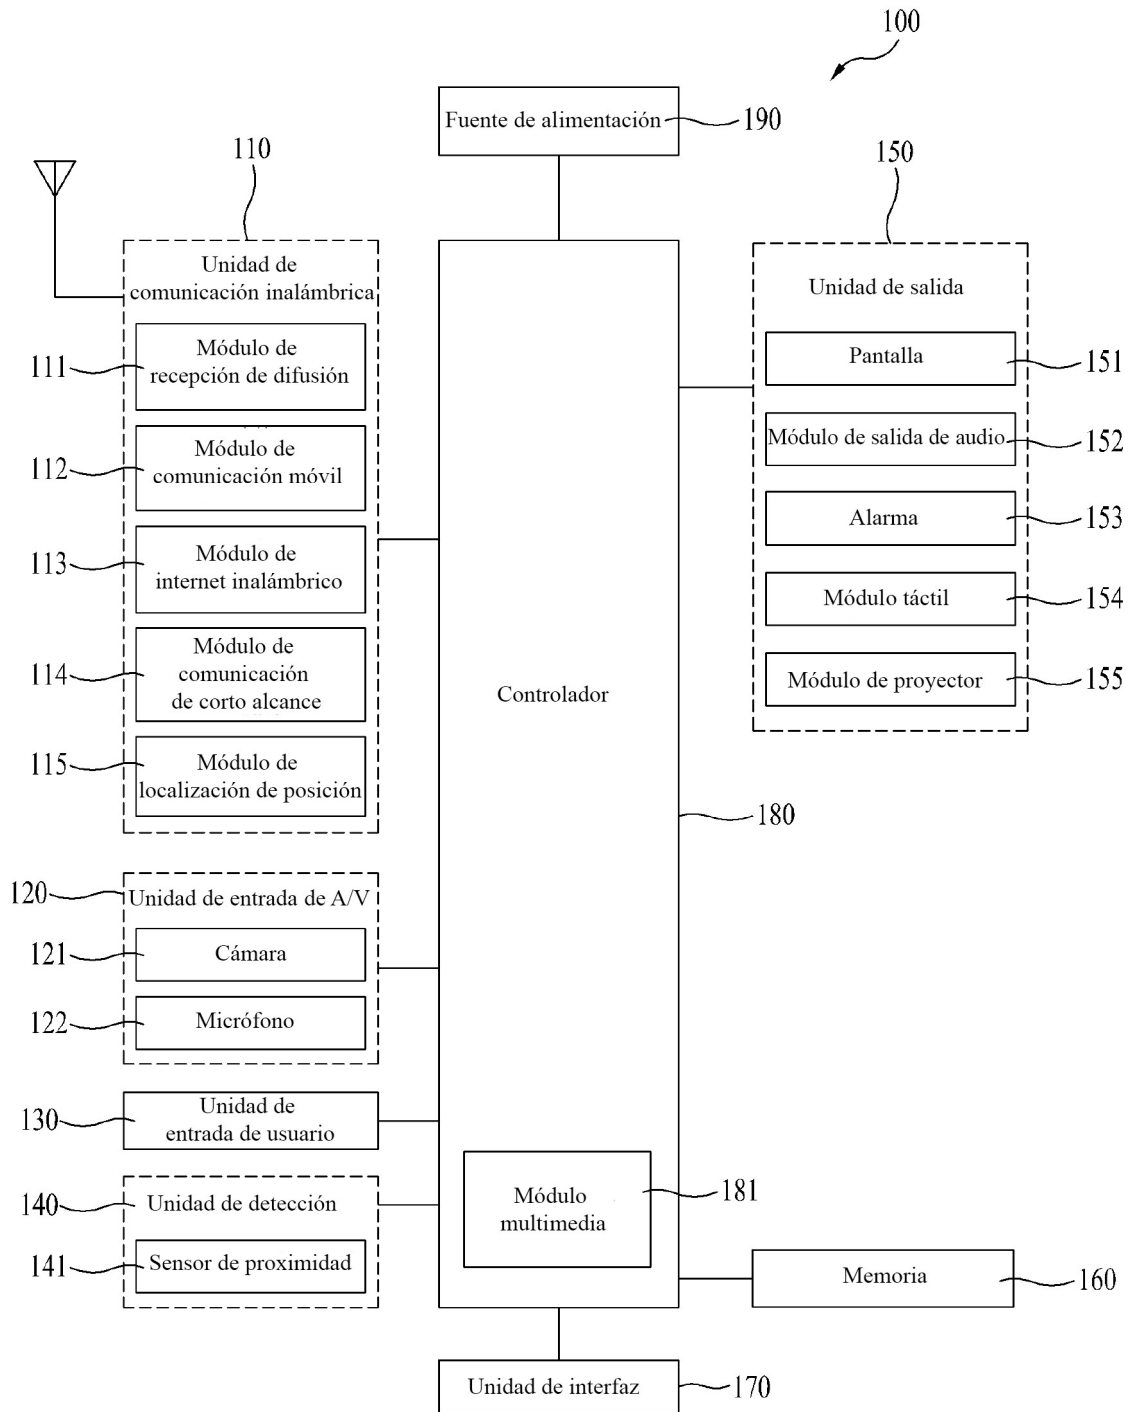 100
Fuente de alimentación
190
110
150
Unidad de
comunicación inalámbrica
Unidad de salida
Módulo de
recepción de difusión
111
Pantalla
151
Módulo de
comunicación móvil
112
Módulo de salida de audio
152
Módulo de
internet inalámbrico
113
Alarma
153
Módulo de
comunicación
de corto alcance
114
Módulo táctil
154
Módulo de proyector
155
Controlador
Módulo de
localización de posición
115
180
120
Unidad de entrada de A/V
121
Cámara
122
Micrófono
130
Unidad de
entrada de usuario
140
Unidad de detección
141
Sensor de proximidad
Módulo
multimedia
181
Memoria
160
Unidad de interfaz
170